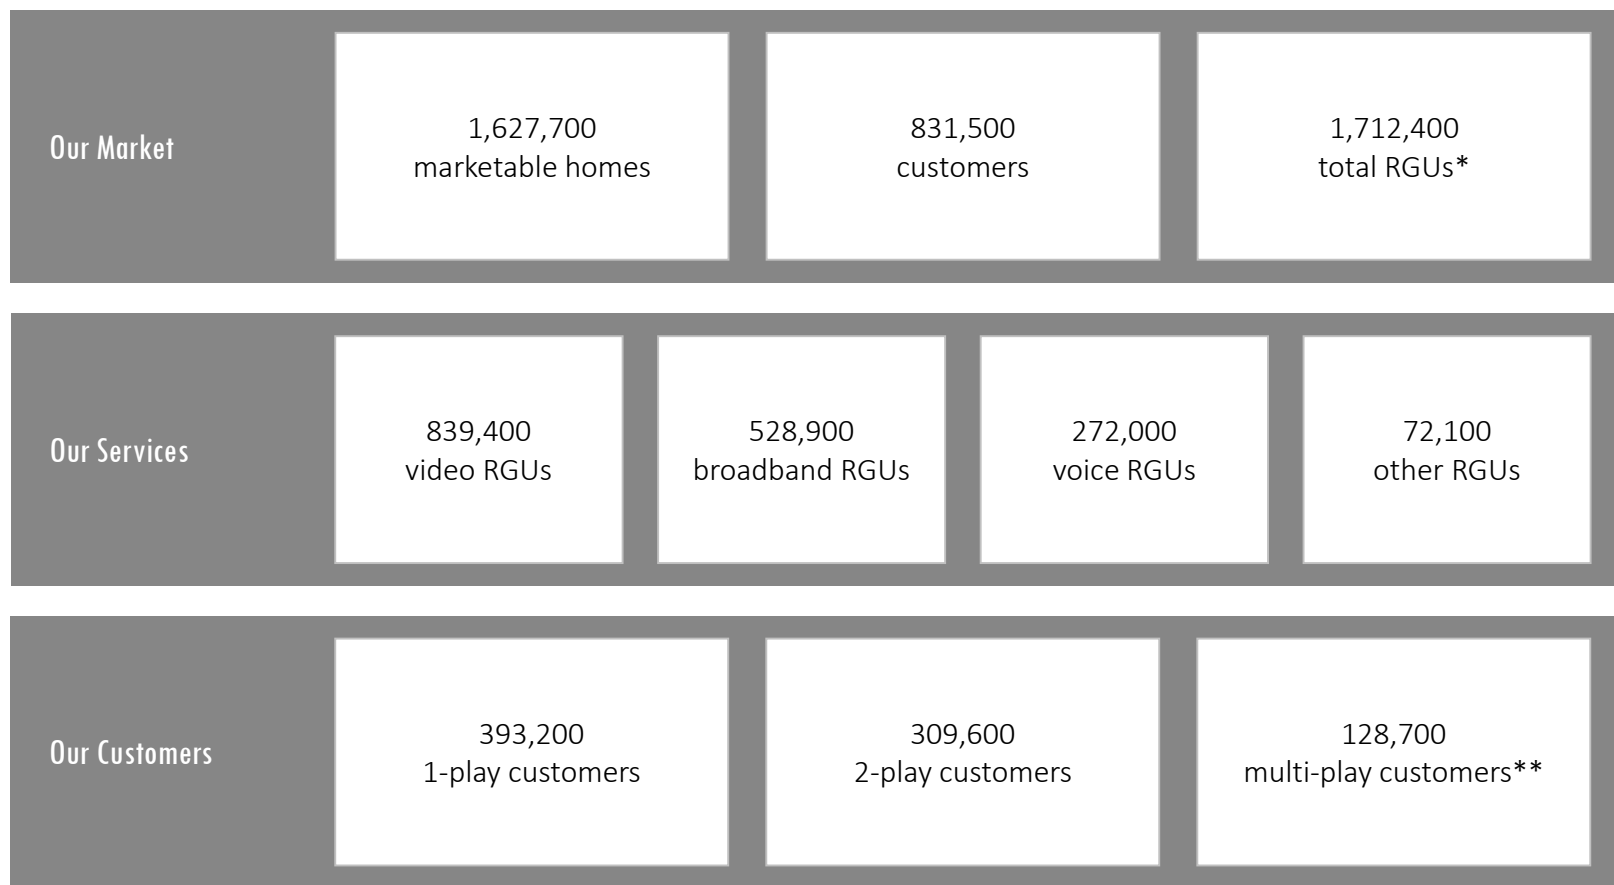 Our Market
1,627,700
marketable homes
831,500
customers
1,712,400
total RGUs*
Our Services
839,400
video RGUs
528,900
broadband RGUs
272,000
voice RGUs
72,100
other RGUs
Our Customers
393,200
1-play customers
309,600
2-play customers
128,700
multi-play customers**